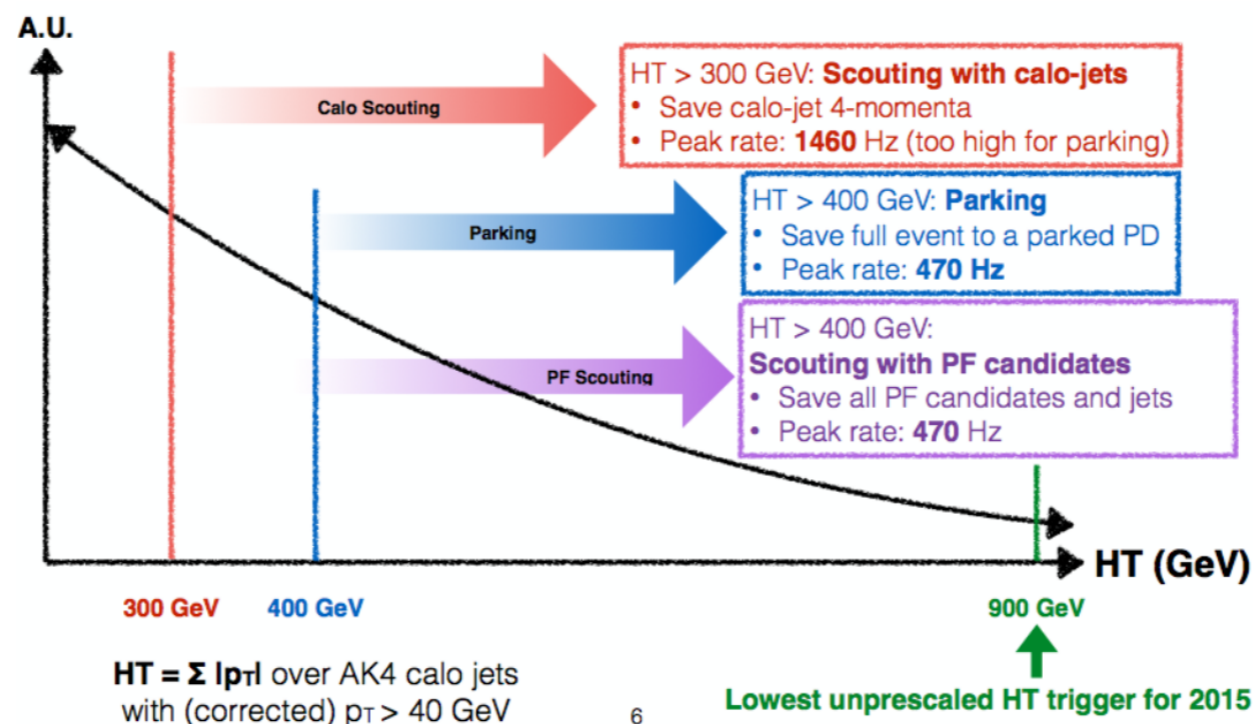 A.U.
Calo Scouting
HT > 300 GeV: Scouting with calo-jets
• Save calo-jet 4-momenta
• Peak rate: 1460 Hz (too high for parking)
Parking
HT > 400 GeV: Parking
• Save full event to a parked PD
• Peak rate: 470 Hz
PF Scouting
HT > 400 GeV:
Scouting with PF candidates
• Save all PF candidates and jets
• Peak rate: 470 Hz
HT (GeV)
300 GeV
400 GeV
900 GeV
HT = Σ |pT| over AK4 calo jets
with (corrected) pT > 40 GeV
6
Lowest unprescaled HT trigger for 2015